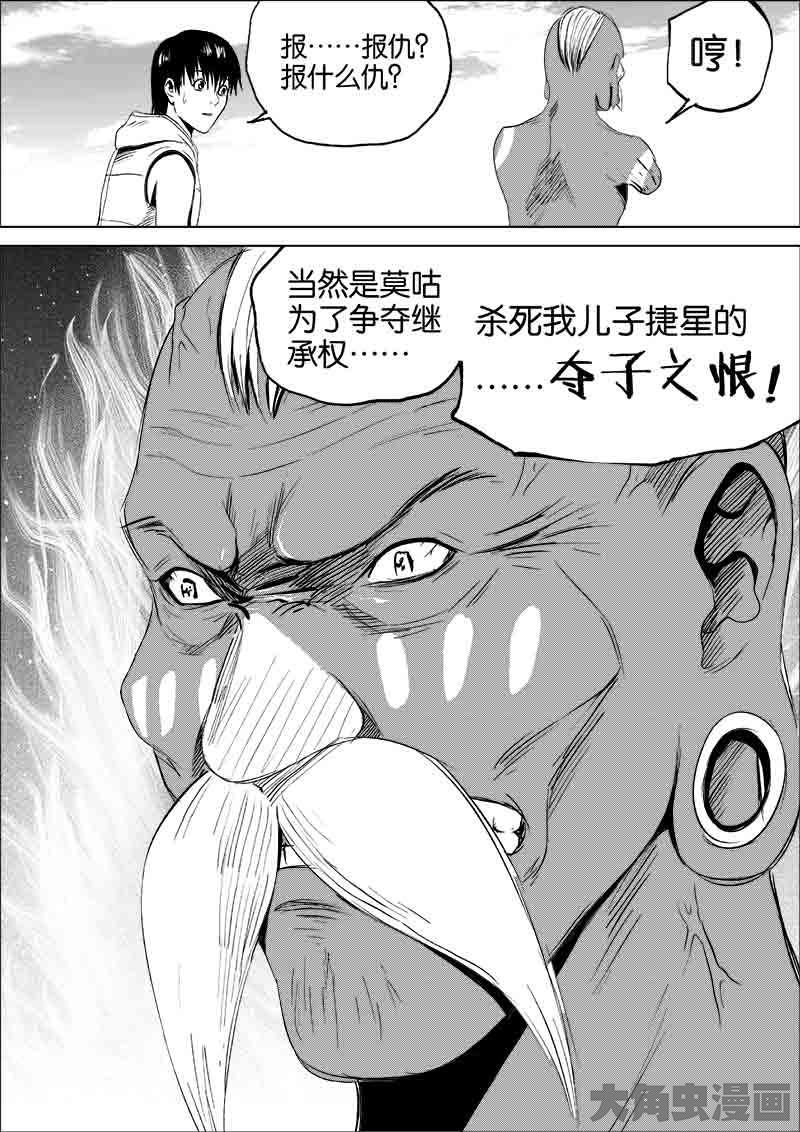 报……报仇？
报什么仇？
哼！
当然是莫咕
为了争夺继
承权……
杀死我儿子捷星的
……夺子之恨！
大角虫漫画